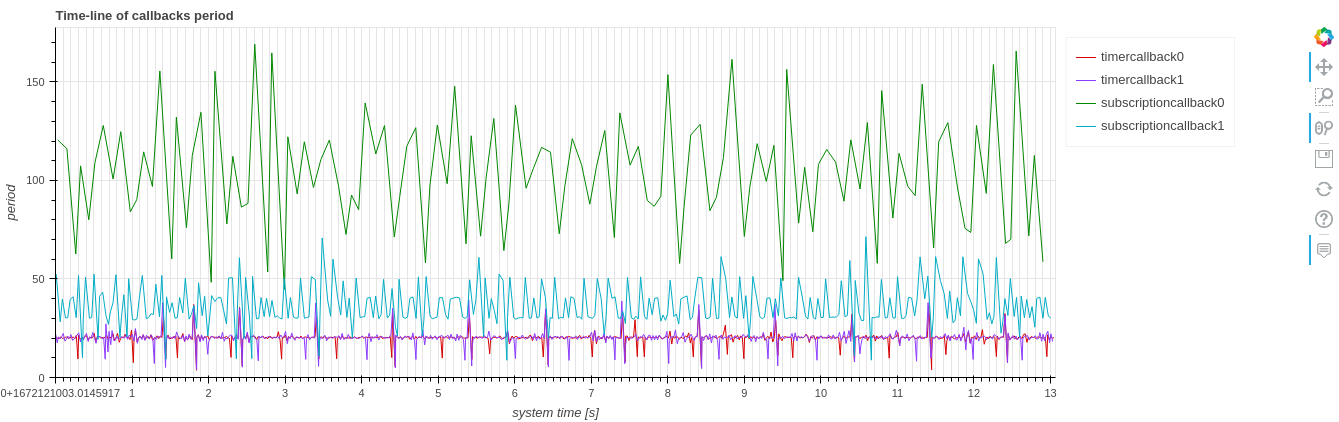 Time-line of callbacks period
timercallback0
timercallback1
subscriptioncallback0
subscriptioncallback1
period
150
100
50
0
0+1672121003.0145917 1 2 3 4 5 6 7 8 9 10 11 12 13
system time [s]